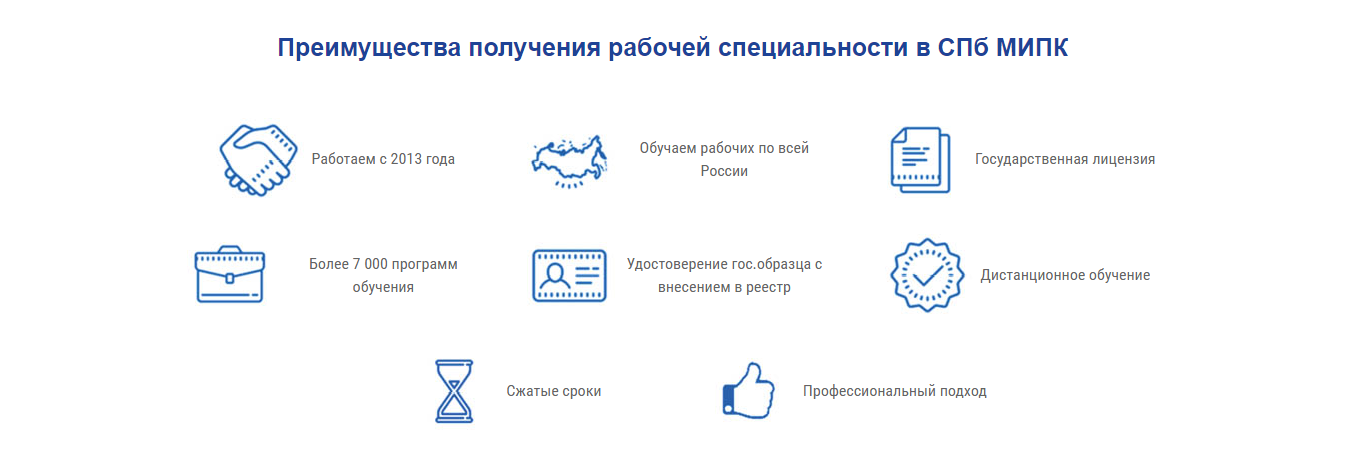 Преимущества получения рабочей специальности в СПб МИПК
Работаем с 2013 года
Обучаем рабочих по всей
России
Государственная лицензия
Более 7 000 программ
обучения
Удостоверение гос.образца с
внесением в реестр
Дистанционное обучение
Сжатые сроки
Профессиональный подход